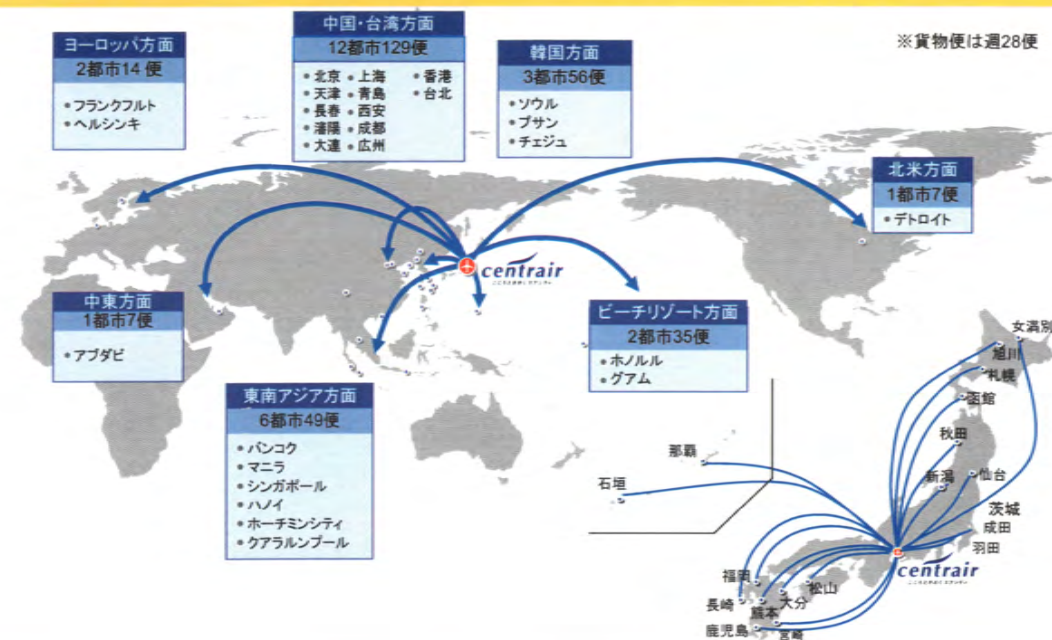 ※貨物便は週28便
ヨーロッパ方面
2都市14 便
• フランクフルト
• ヘルシンキ
中国・台湾方面
12都市129便
• 北京 • 上海 • 香港
• 天津 • 青島 • 台北
• 長春 • 西安
• 瀋陽 • 成都
• 大連 • 広州
韓国方面
3都市56便
• ソウル
• プサン
• チェジュ
北米方面
1都市7便
• デトロイト
centrair
中東方面
1都市7便
• アブダビ
ビーチリゾート方面
2都市35便
• ホノルル
• グアム
東南アジア方面
6都市49便
• バンコク
• マニラ
• シンガポール
• ハノイ
• ホーチミンシティ
• クアラルンプール
女満別
旭川
札幌
函館
秋田
那覇
石垣
新潟
仙台
茨城
成田
羽田
centrair
福岡
松山
長崎
熊本
大分
鹿児島
宮崎